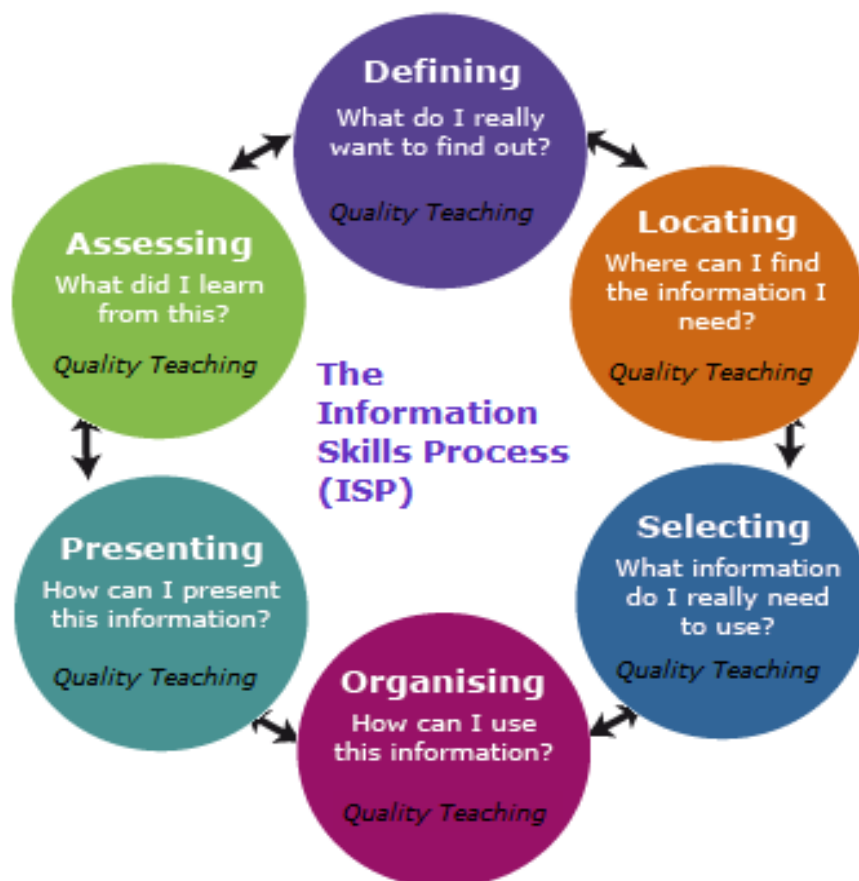 Defining
What do I really
want to find out?
Quality Teaching
Locating
Where can I find
the information I
need?
Quality Teaching
Selecting
What information
do I really need
to use?
Quality Teaching
Organising
How can I use
this information?
Quality Teaching
Presenting
How can I present
this information?
Quality Teaching
Assessing
What did I learn
from this?
Quality Teaching
The
Information
Skills Process
(ISP)